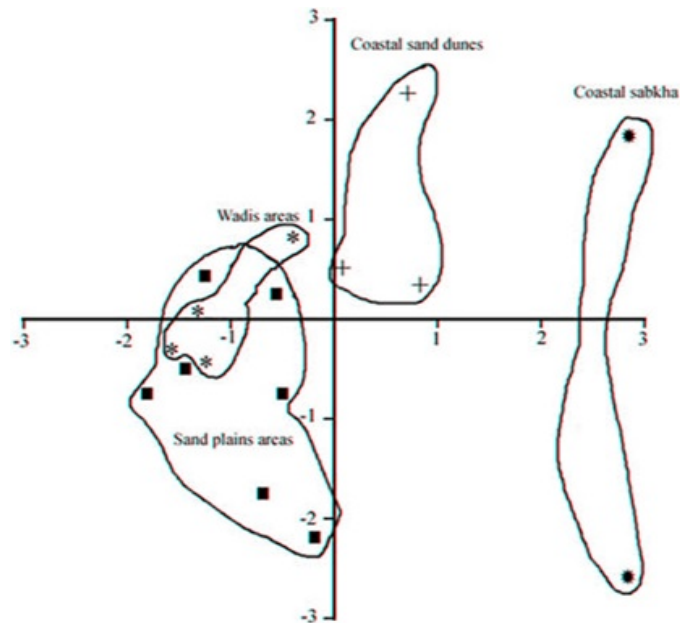 3
Coastal sand dunes
Coastal sabkha
2
Wadis areas 1
-3 -2 -1 1 2 3
-1
Sand plains areas
-2
-3